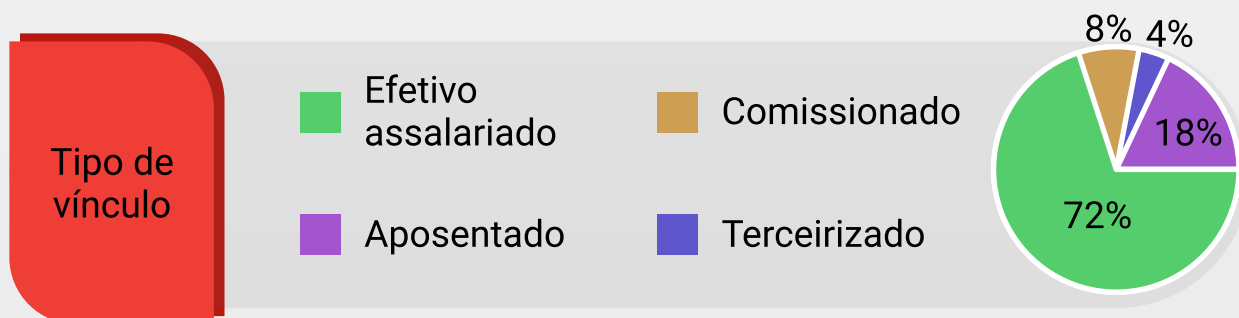 Tipo de
vínculo
Efetivo
assalariado
Comissionado
Aposentado
Terceirizado
8%
4%
18%
72%